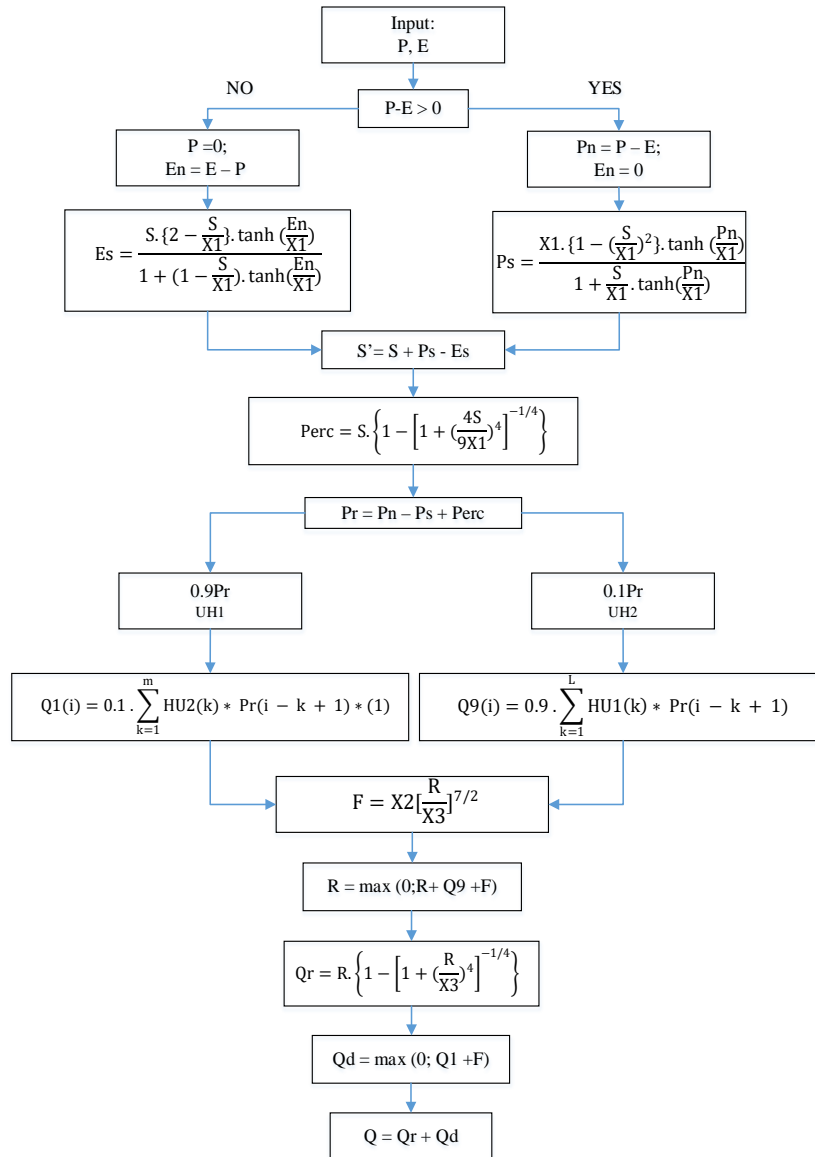 Input:
P, E
NO
YES
P-E > 0
P =0;
En = E – P
Pn = P – E;
En = 0
Es = S.{2 − S/X1}.tanh (En/X1) / 1 + (1 − S/X1).tanh(En/X1)
Ps = X1.{1 − (S/X1)²}.tanh (Pn/X1) / 1 + S/X1.tanh(Pn/X1)
S’= S + Ps - Es
Perc = S.{1 − [1 + (4S/9X1)⁴]^−1/4}
Pr = Pn – Ps + Perc
0.9Pr
UH1
0.1Pr
UH2
Q1(i) = 0.1 . ∑_{k=1}^{m} HU2(k) ∗ Pr(i − k + 1) ∗ (1)
Q9(i) = 0.9 . ∑_{k=1}^{L} HU1(k) ∗ Pr(i − k + 1)
F = X2[R/X3]^7/2
R = max (0;R+ Q9 +F)
Qr = R.{1 − [1 + (R/X3)⁴]^−1/4}
Qd = max (0; Q1 +F)
Q = Qr + Qd